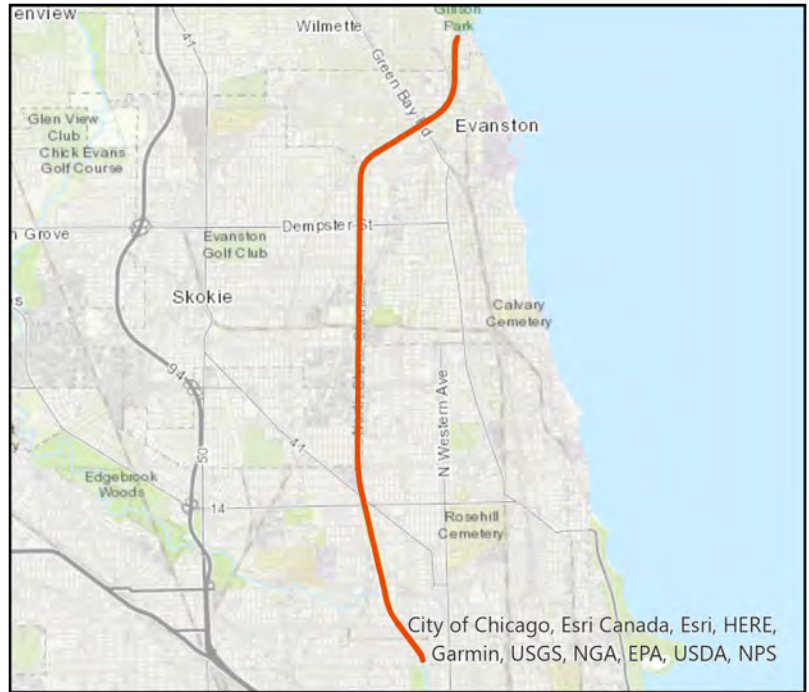 enview
Wilmette
Gillson
Park
41
Green Bay Rd
Glen View
Club
Chick Evans
Golf Course
Evanston
n Grove
Dempster St
Evanston
Golf Club
Skokie
Calvary
Cemetery
94
N Western Ave
41
50
Edgebrook
Woods
14
Rosehill
Cemetery
City of Chicago, Esri Canada, Esri, HERE,
Garmin, USGS, NGA, EPA, USDA, NPS